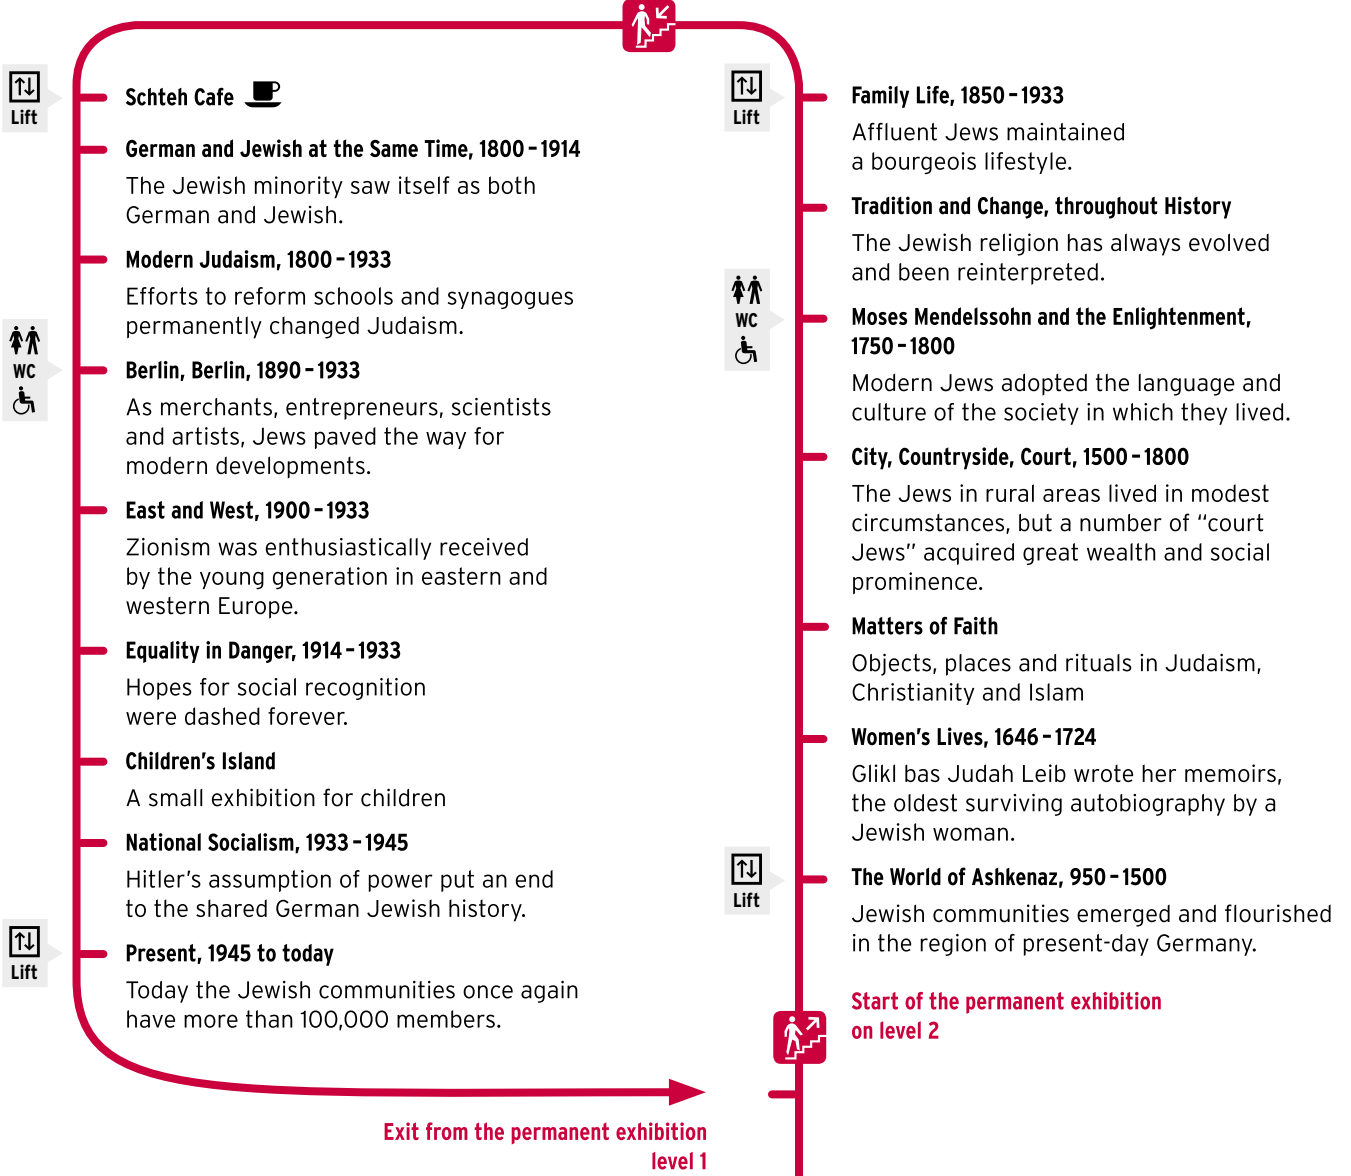 Lift
Schteh Cafe
German and Jewish at the Same Time, 1800 – 1914
The Jewish minority saw itself as both
German and Jewish.
Modern Judaism, 1800 – 1933
Efforts to reform schools and synagogues
permanently changed Judaism.
WC
Berlin, Berlin, 1890 – 1933
As merchants, entrepreneurs, scientists
and artists, Jews paved the way for
modern developments.
East and West, 1900 – 1933
Zionism was enthusiastically received
by the young generation in eastern and
western Europe.
Equality in Danger, 1914 – 1933
Hopes for social recognition
were dashed forever.
Children’s Island
A small exhibition for children
National Socialism, 1933 – 1945
Hitler’s assumption of power put an end
to the shared German Jewish history.
Lift
Present, 1945 to today
Today the Jewish communities once again
have more than 100,000 members.
Exit from the permanent exhibition
level 1
Lift
Family Life, 1850 – 1933
Affluent Jews maintained
a bourgeois lifestyle.
Tradition and Change, throughout History
The Jewish religion has always evolved
and been reinterpreted.
WC
Moses Mendelssohn and the Enlightenment,
1750 – 1800
Modern Jews adopted the language and
culture of the society in which they lived.
City, Countryside, Court, 1500 – 1800
The Jews in rural areas lived in modest
circumstances, but a number of “court
Jews” acquired great wealth and social
prominence.
Matters of Faith
Objects, places and rituals in Judaism,
Christianity and Islam
Women’s Lives, 1646 – 1724
Glikl bas Judah Leib wrote her memoirs,
the oldest surviving autobiography by a
Jewish woman.
Lift
The World of Ashkenaz, 950 – 1500
Jewish communities emerged and flourished
in the region of present-day Germany.
Start of the permanent exhibition
on level 2